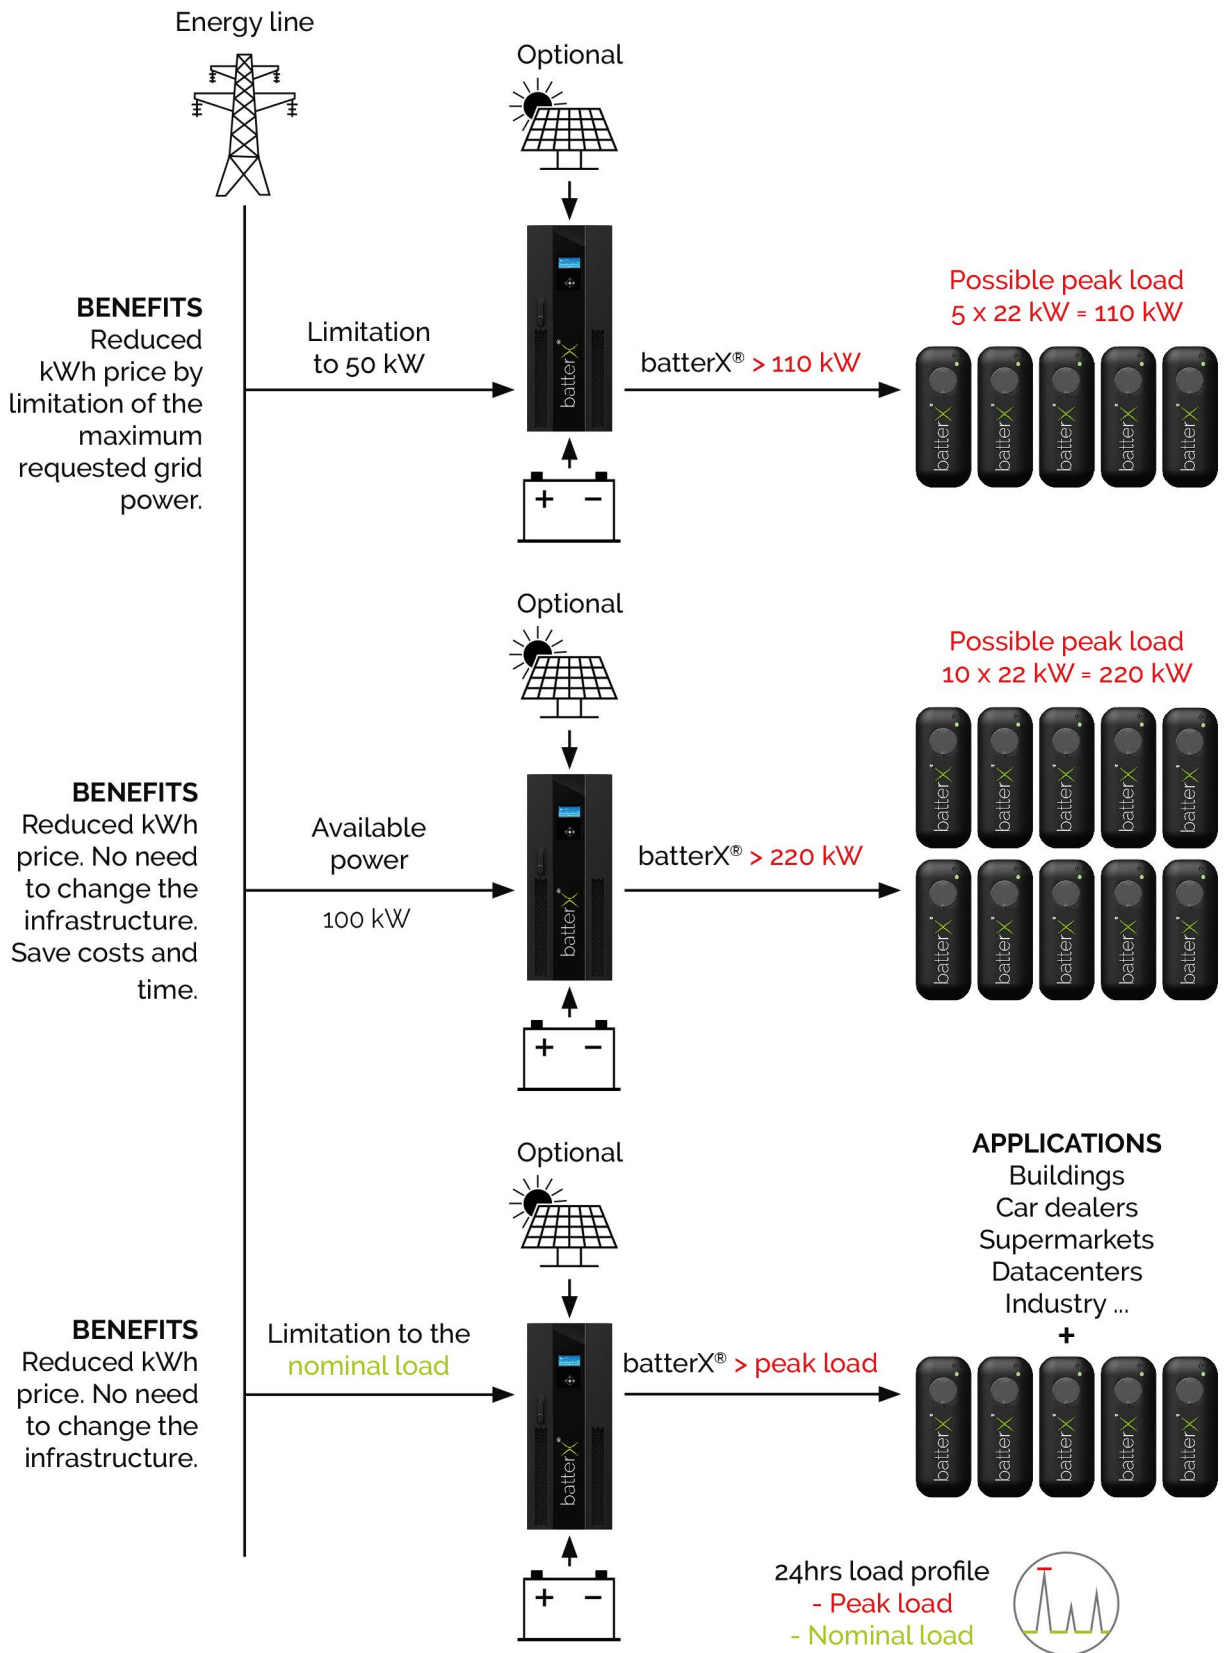 Energy line
Optional
BENEFITS
Reduced
kWh price by
limitation of the
maximum
requested grid
power.
Limitation
to 50 kW
batterX®
+ −
batterX® > 110 kW
Possible peak load
5 x 22 kW = 110 kW
batterX®
batterX®
batterX®
batterX®
batterX®
Optional
BENEFITS
Reduced kWh
price. No need
to change the
infrastructure.
Save costs and
time.
Available
power
100 kW
batterX®
+ −
batterX® > 220 kW
Possible peak load
10 x 22 kW = 220 kW
batterX®
batterX®
batterX®
batterX®
batterX®
batterX®
batterX®
batterX®
batterX®
batterX®
Optional
BENEFITS
Reduced kWh
price. No need
to change the
infrastructure.
Limitation to the
nominal load
batterX®
+ −
batterX® > peak load
APPLICATIONS
Buildings
Car dealers
Supermarkets
Datacenters
Industry ...
+
batterX®
batterX®
batterX®
batterX®
batterX®
24hrs load profile
- Peak load
- Nominal load